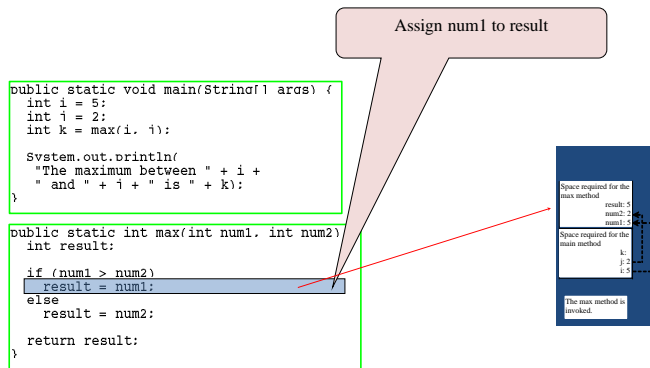 Assign num1 to result
public static void main(String[] args) {
int i = 5;
int j = 2;
int k = max(i, j);
System.out.println(
"The maximum between " + i +
" and " + j + " is " + k);
}
public static int max(int num1, int num2)
int result;
if (num1 > num2)
result = num1;
else
result = num2;
return result;
}
Space required for the
max method
result: 5
num2: 2
num1: 5
Space required for the
main method
k:
j: 2
i: 5
The max method is
invoked.